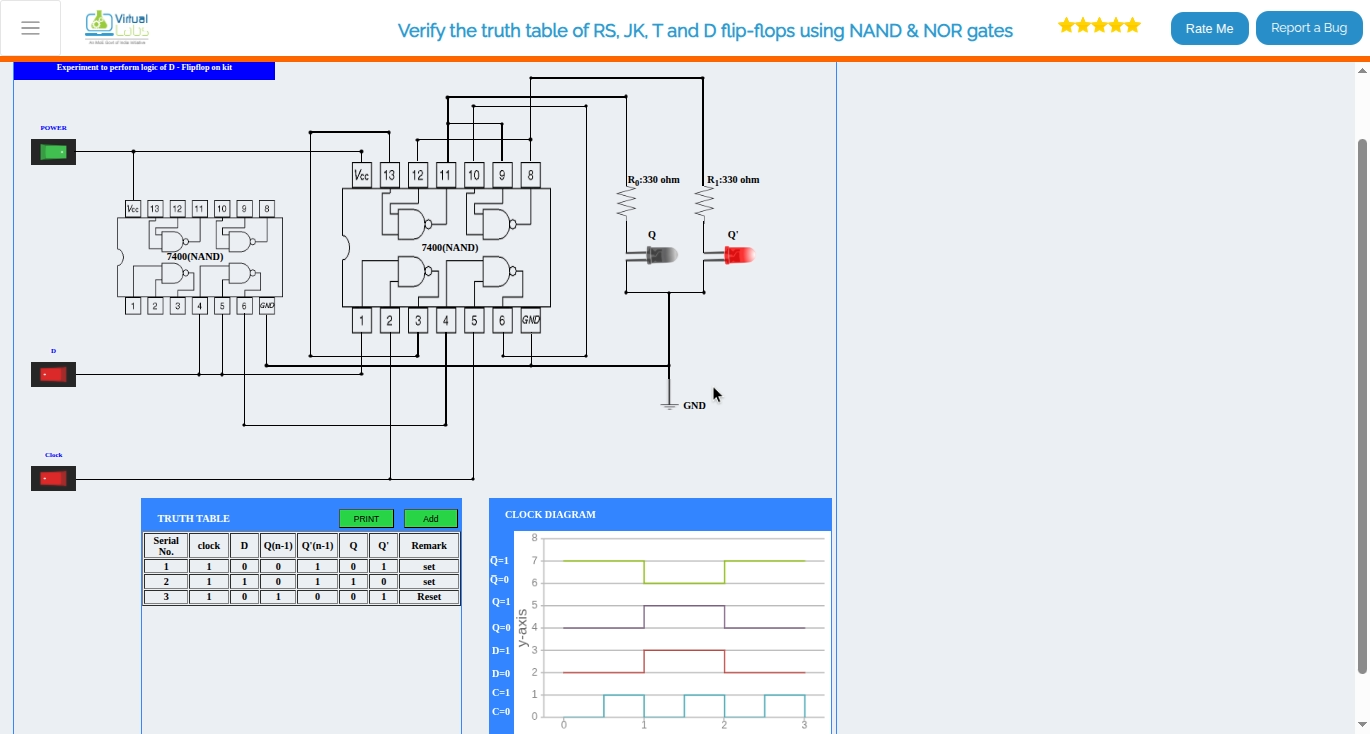 Virtual
Labs
Verify the truth table of RS, JK, T and D flip-flops using NAND & NOR gates
Rate Me
Report a Bug
Experiment to perform logic of D - Flipflop on kit
POWER
Vcc 13 12 11 10 9 8
7400(NAND)
1 2 3 4 5 6 GND
Vcc 13 12 11 10 9 8
7400(NAND)
1 2 3 4 5 6 GND
R0:330 ohm
R1:330 ohm
Q
Q'
GND
D
Clock
TRUTH TABLE
PRINT
Add
Serial No. clock D Q(n-1) Q'(n-1) Q Q' Remark
1 1 0 0 1 0 1 set
2 1 1 0 1 1 0 set
3 1 0 1 0 0 1 Reset
CLOCK DIAGRAM
Q̄=1
Q̄=0
Q=1
Q=0
D=1
D=0
C=1
C=0
y-axis
8
7
6
5
4
3
2
1
0
0 1 2 3